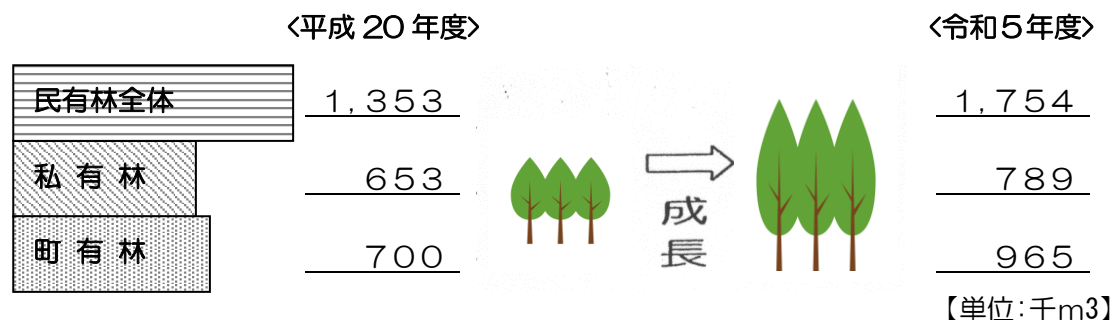 <平成20年度> <令和5年度>
民有林全体 1,353 1,754
私有林 653 789
成長
町有林 700 965
【単位:千m3】